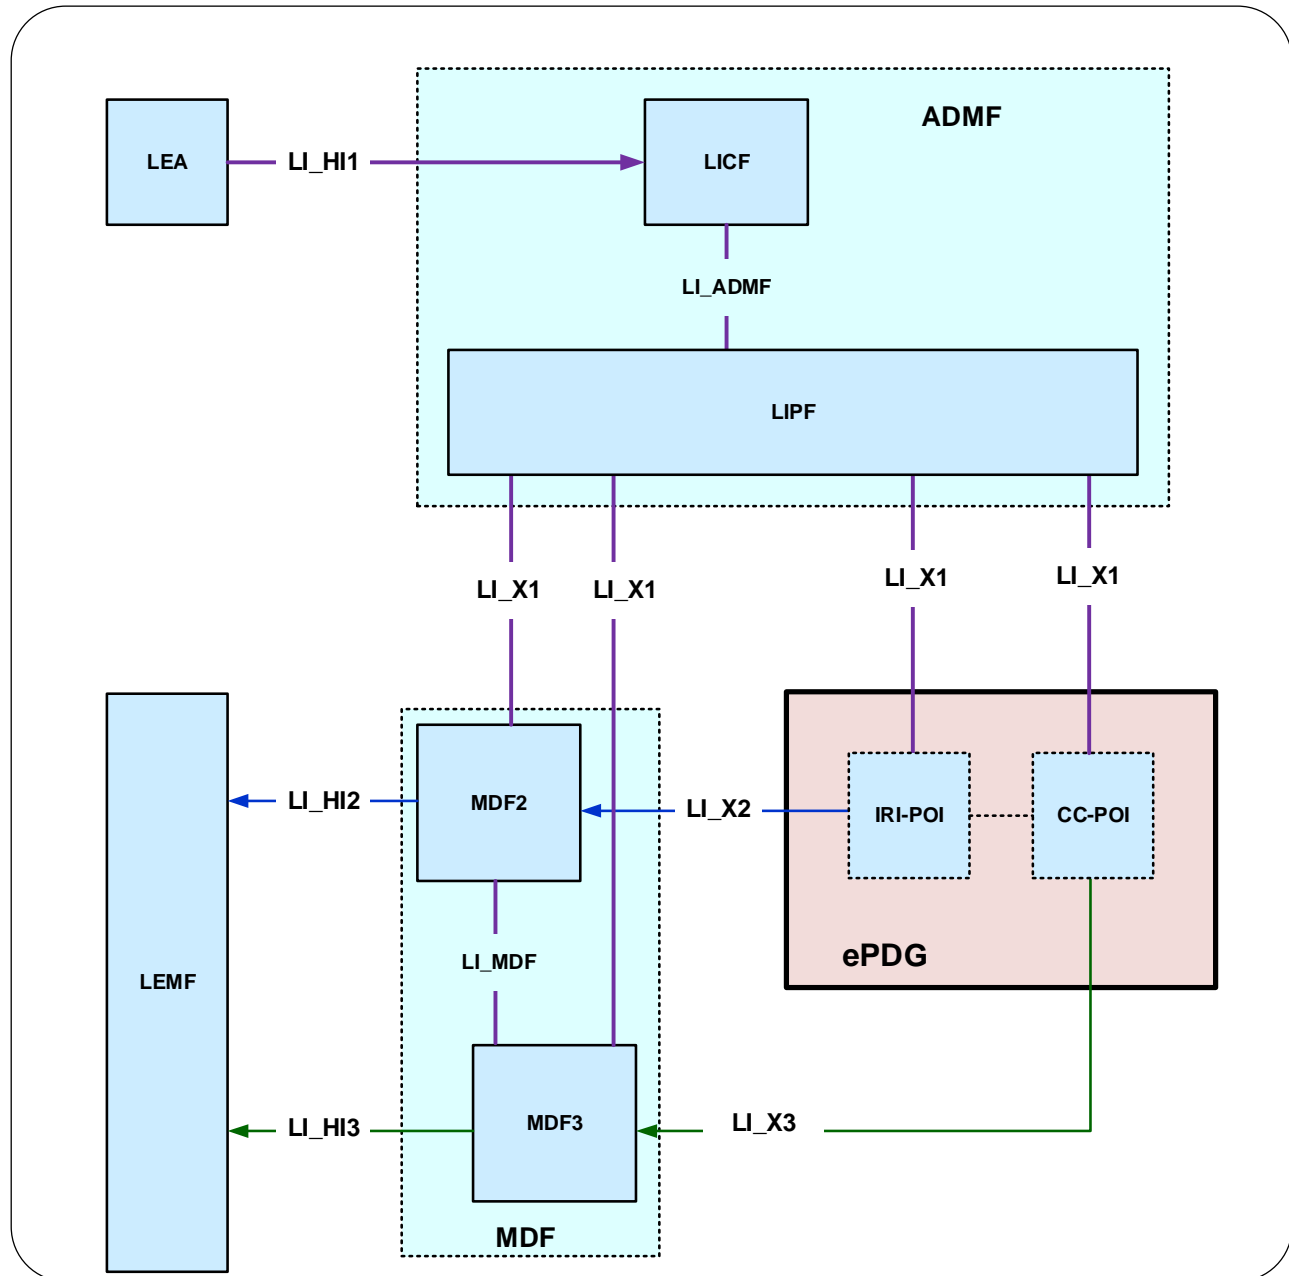 ADMF
LEA
LI_HI1
LICF
LI_ADMF
LIPF
LI_X1
LI_X1
LI_X1
LI_X1
LI_HI2
MDF2
LI_X2
IRI-POI
CC-POI
ePDG
LI_MDF
LEMF
LI_HI3
MDF3
LI_X3
MDF